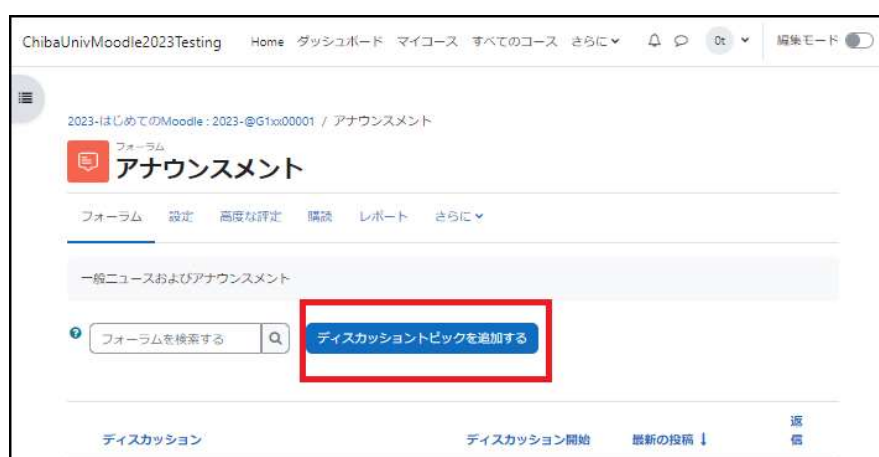 ChibaUnivMoodle2023Testing Home ダッシュボード マイコース すべてのコース さらに Ot 編集モード
2023-はじめてのMoodle : 2023-@G1xx00001 / アナウンスメント
フォーラム
アナウンスメント
フォーラム 設定 高度な評定 購読 レポート さらに
一般ニュースおよびアナウンスメント
フォーラムを検索する ディスカッショントピックを追加する
ディスカッション ディスカッション開始 最新の投稿↓ 返信